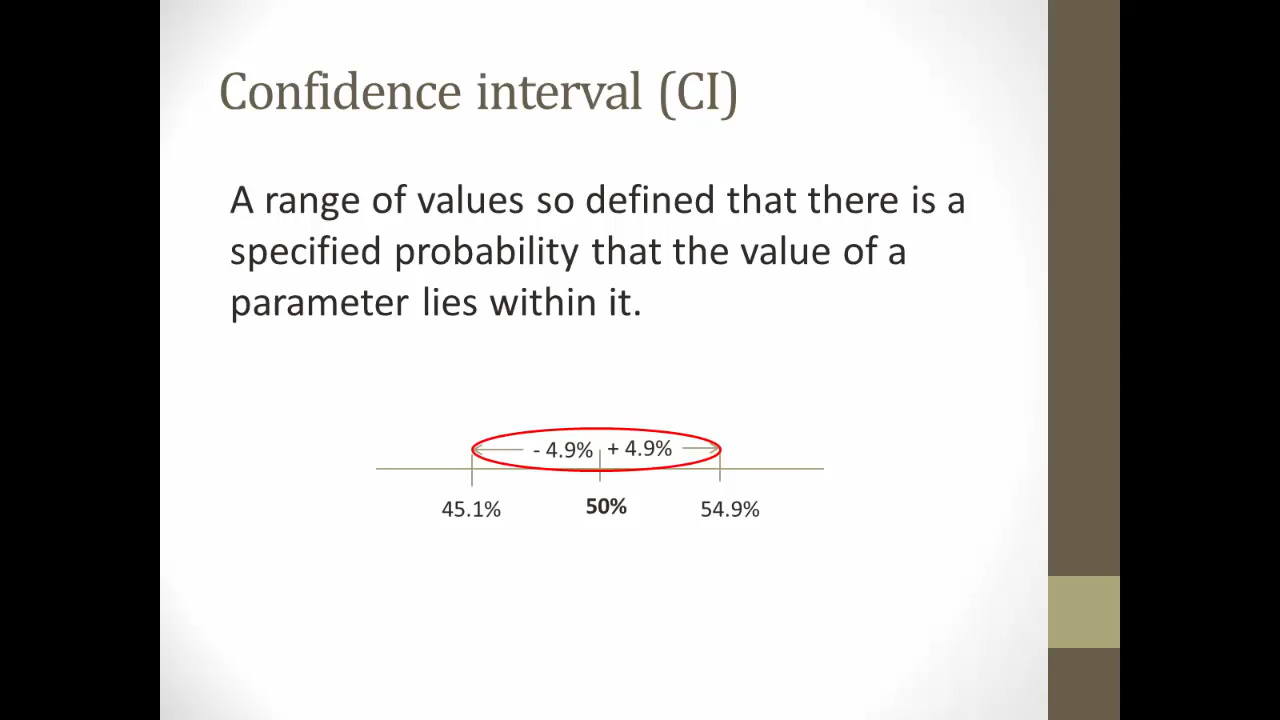 Confidence interval (CI)
A range of values so defined that there is a
specified probability that the value of a
parameter lies within it.
- 4.9% + 4.9%
45.1% 50% 54.9%